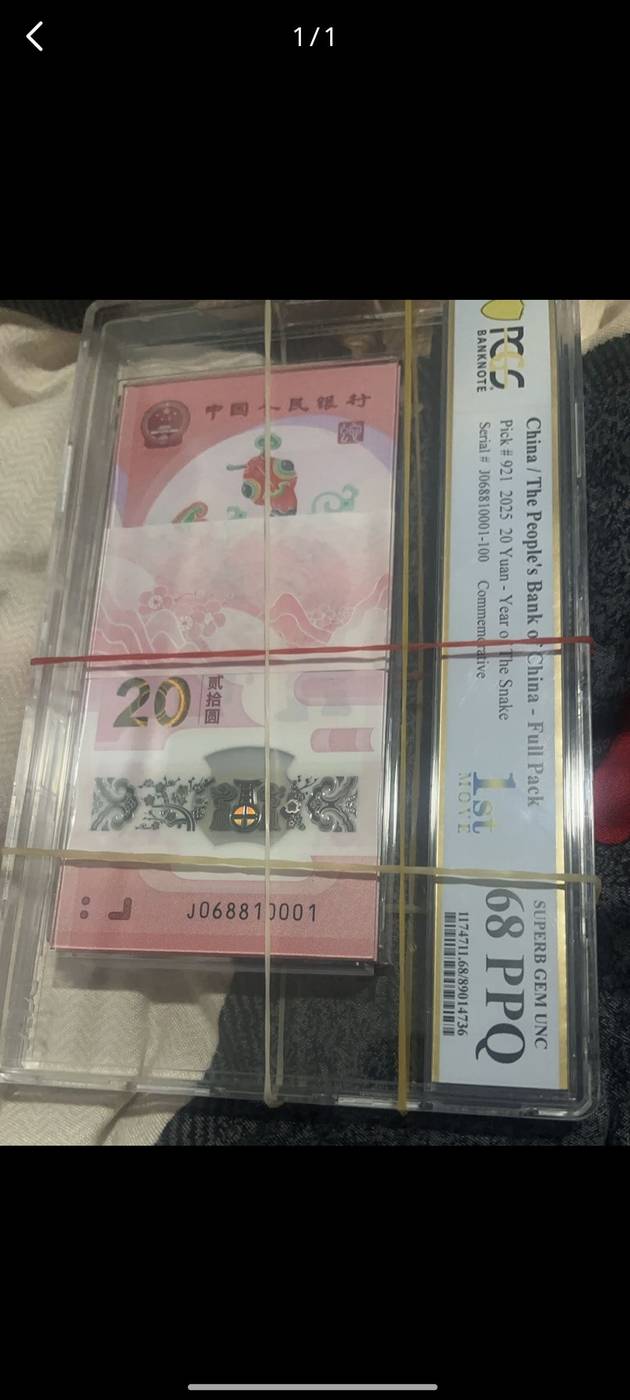 1/1
中国人民银行
20
贰拾圆
J068810001
PCGS
BANKNOTE
China / The People's Bank of China - Full Pack
Pick # 921 2025 20 Yuan - Year of The Snake
Serial # J068810001-100 Commemorative
1st
MOVE
SUPERB GEM UNC
68 PPQ
1174711.68/89014736